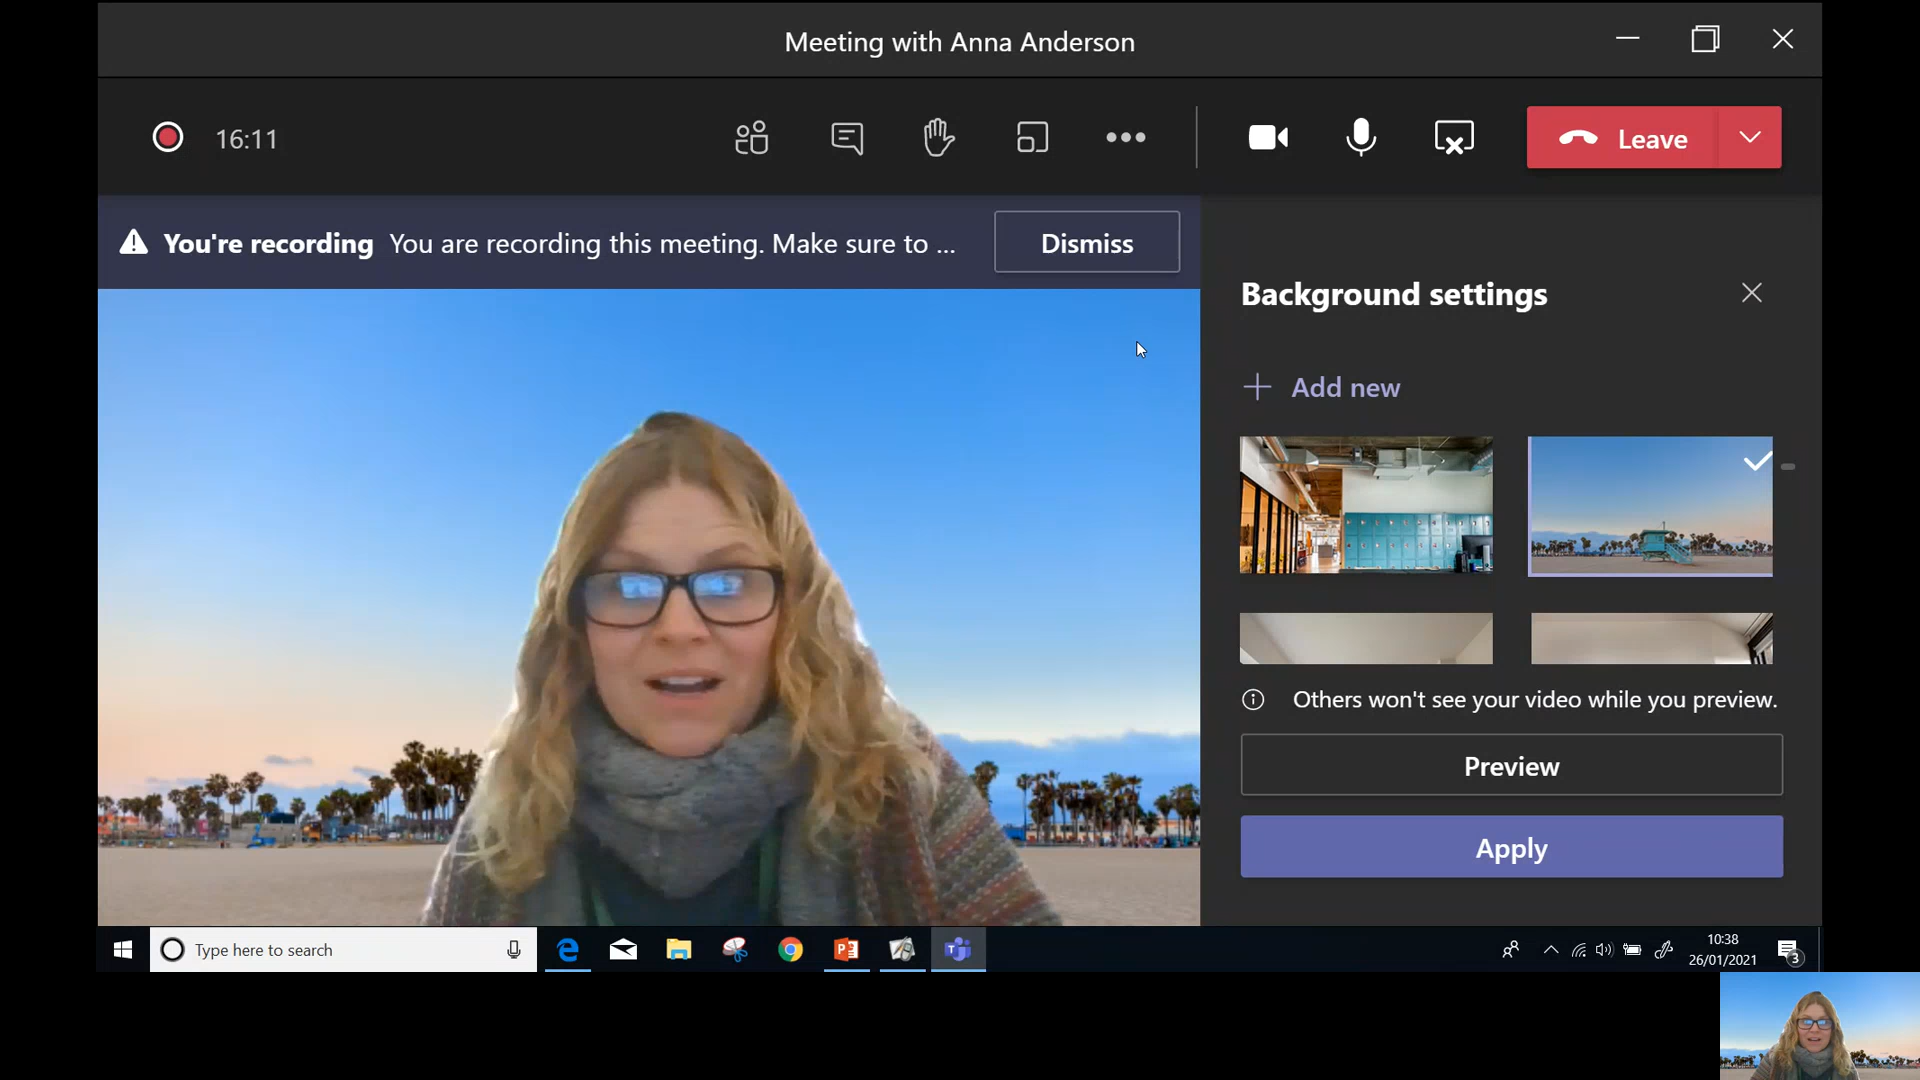 Meeting with Anna Anderson
16:11
Leave
You're recording You are recording this meeting. Make sure to ...
Dismiss
Background settings
Add new
Others won't see your video while you preview.
Preview
Apply
Type here to search
10:38
26/01/2021
3